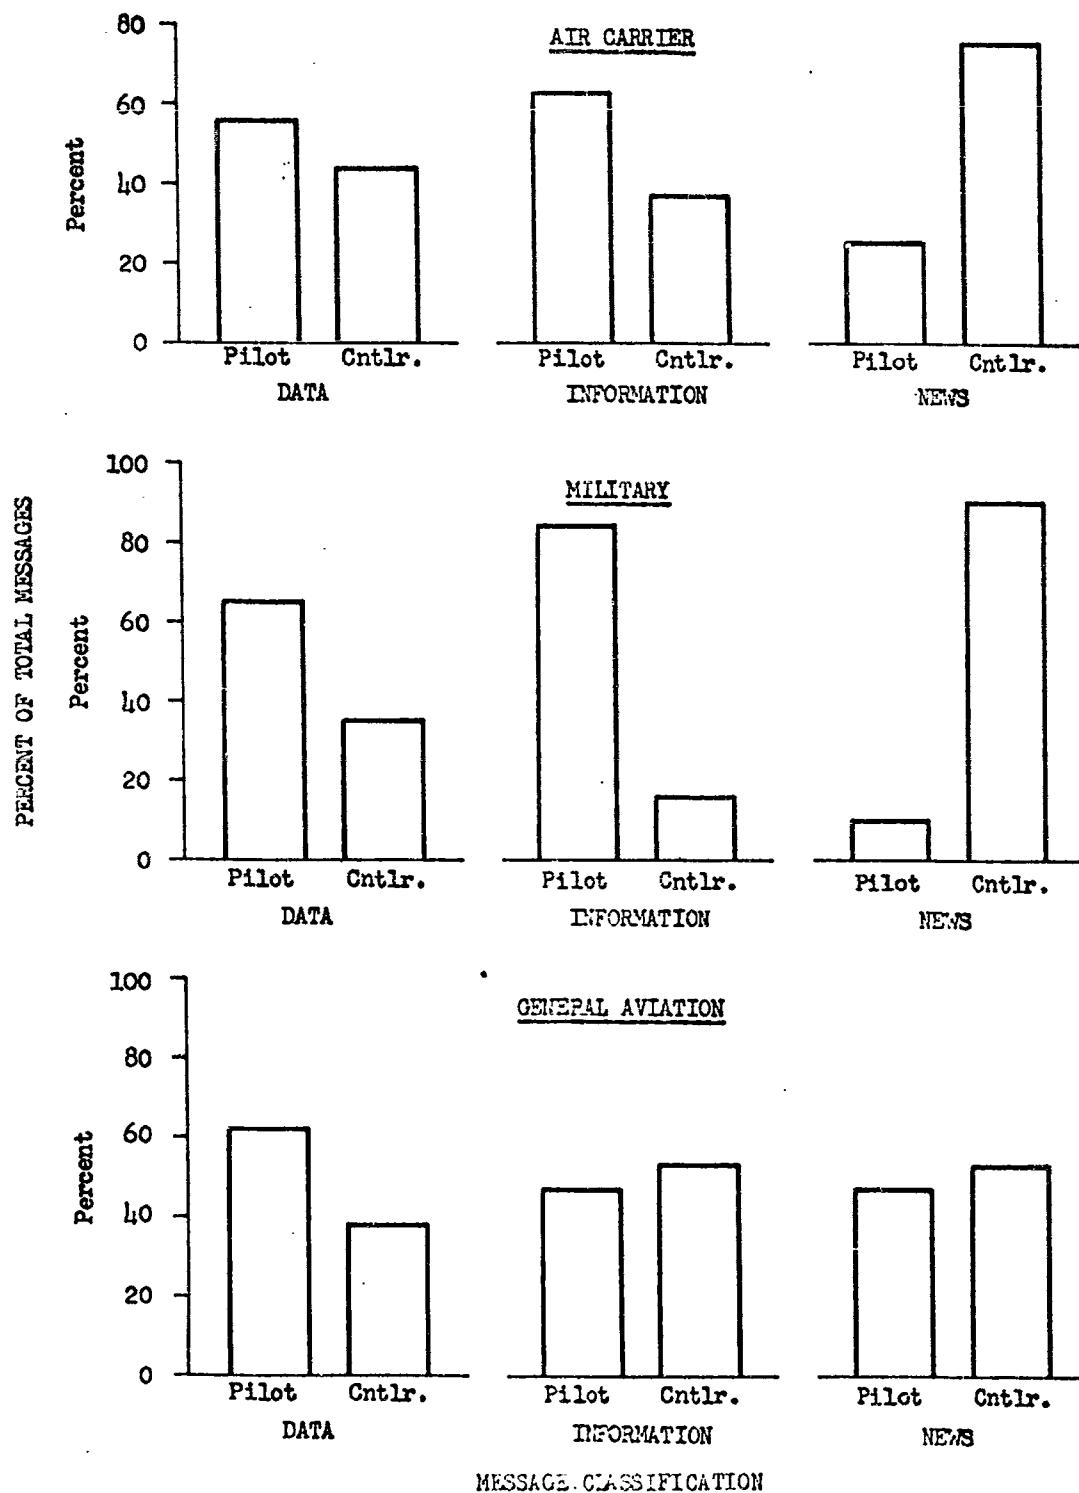 PERCENT OF TOTAL MESSAGES
AIR CARRIER
Percent
80
60
40
20
0
Pilot Cntlr. Pilot Cntlr. Pilot Cntlr.
DATA INFORMATION NEWS
MILITARY
Percent
100
80
60
40
20
0
Pilot Cntlr. Pilot Cntlr. Pilot Cntlr.
DATA INFORMATION NEWS
GENERAL AVIATION
Percent
100
80
60
40
20
0
Pilot Cntlr. Pilot Cntlr. Pilot Cntlr.
DATA INFORMATION NEWS
MESSAGE CLASSIFICATION